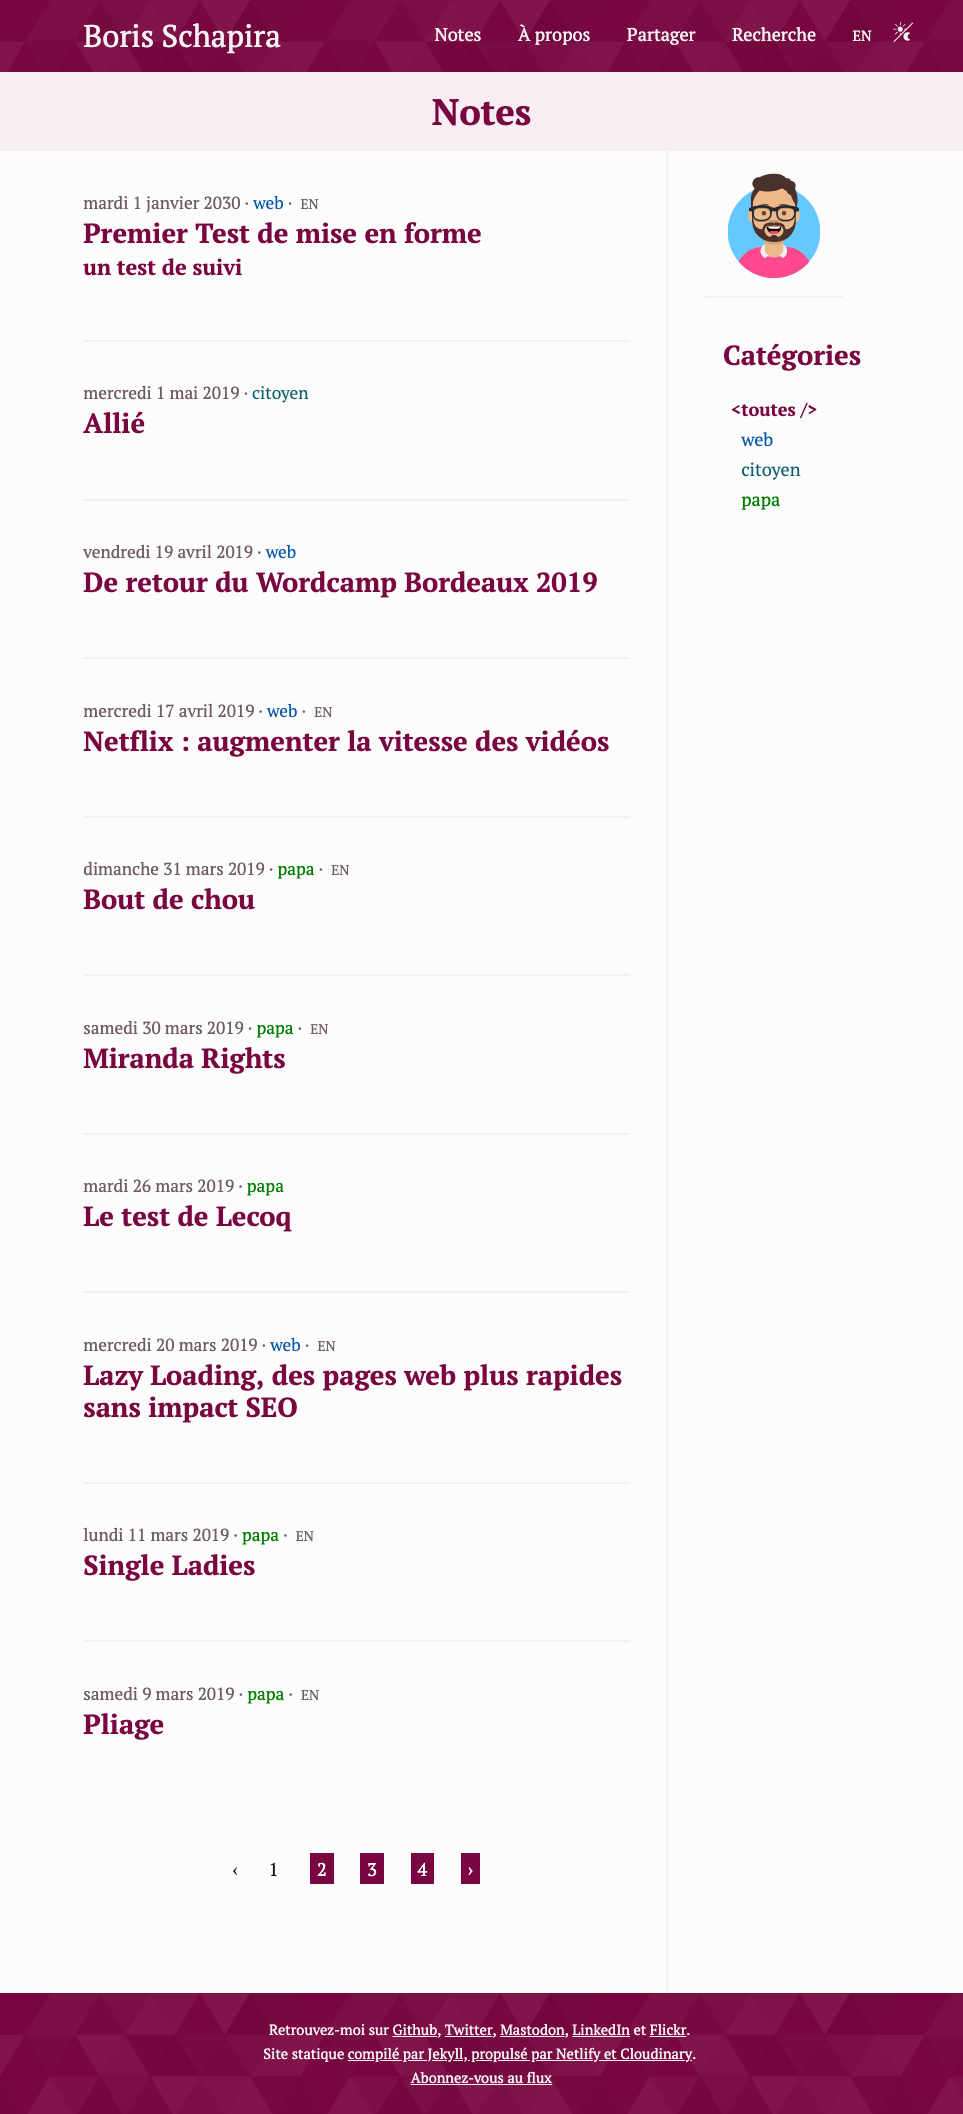 Boris Schapira
Notes À propos Partager Recherche EN
Notes
mardi 1 janvier 2030 · web · EN
Premier Test de mise en forme
un test de suivi
mercredi 1 mai 2019 · citoyen
Allié
vendredi 19 avril 2019 · web
De retour du Wordcamp Bordeaux 2019
mercredi 17 avril 2019 · web · EN
Netflix : augmenter la vitesse des vidéos
dimanche 31 mars 2019 · papa · EN
Bout de chou
samedi 30 mars 2019 · papa · EN
Miranda Rights
mardi 26 mars 2019 · papa
Le test de Lecoq
mercredi 20 mars 2019 · web · EN
Lazy Loading, des pages web plus rapides
sans impact SEO
lundi 11 mars 2019 · papa · EN
Single Ladies
samedi 9 mars 2019 · papa · EN
Pliage
‹ 1 2 3 4 ›
Catégories
<toutes />
web
citoyen
papa
Retrouvez-moi sur Github, Twitter, Mastodon, LinkedIn et Flickr.
Site statique compilé par Jekyll, propulsé par Netlify et Cloudinary.
Abonnez-vous au flux